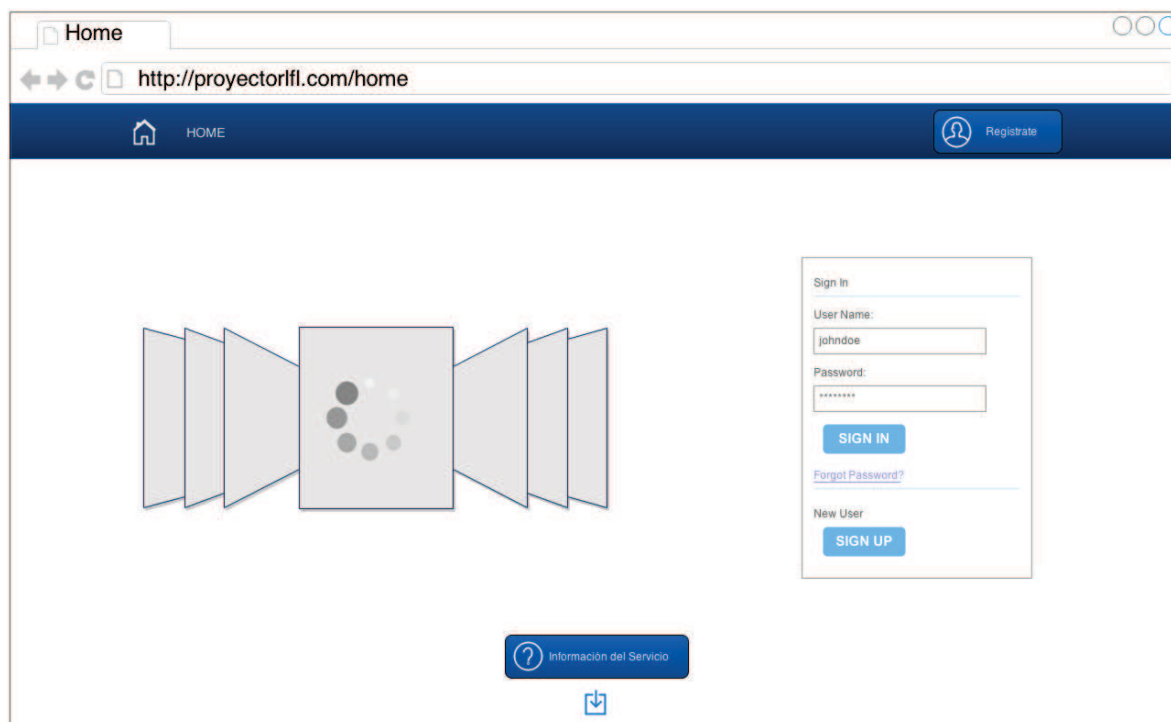 Home
http://proyectorlfl.com/home
HOME
Registrate
Sign In
User Name:
johndoe
Password:
********
SIGN IN
Forgot Password?
New User
SIGN UP
Información del Servicio